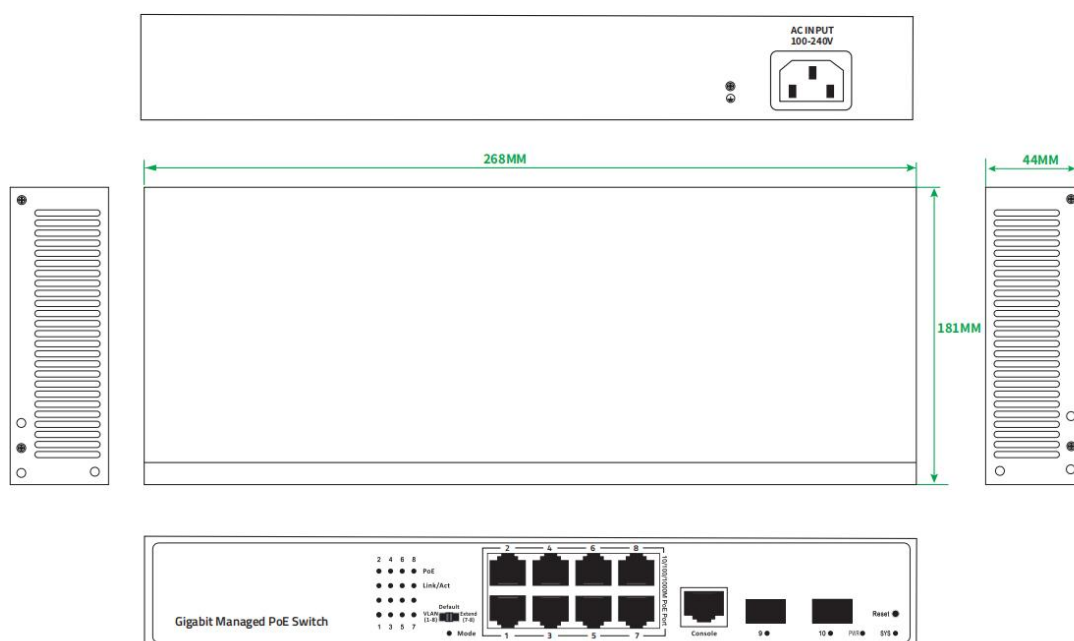 AC INPUT
100-240V
268MM
44MM
181MM
2 4 6 8
PoE
Link/Act
Default
VLAN
(1-8)
Extend
(7-8)
1 3 5 7
Mode
Gigabit Managed PoE Switch
2 4 6 8
10/100/1000M PoE Port
1 3 5 7
Console
9
10
PWR
SYS
Reset